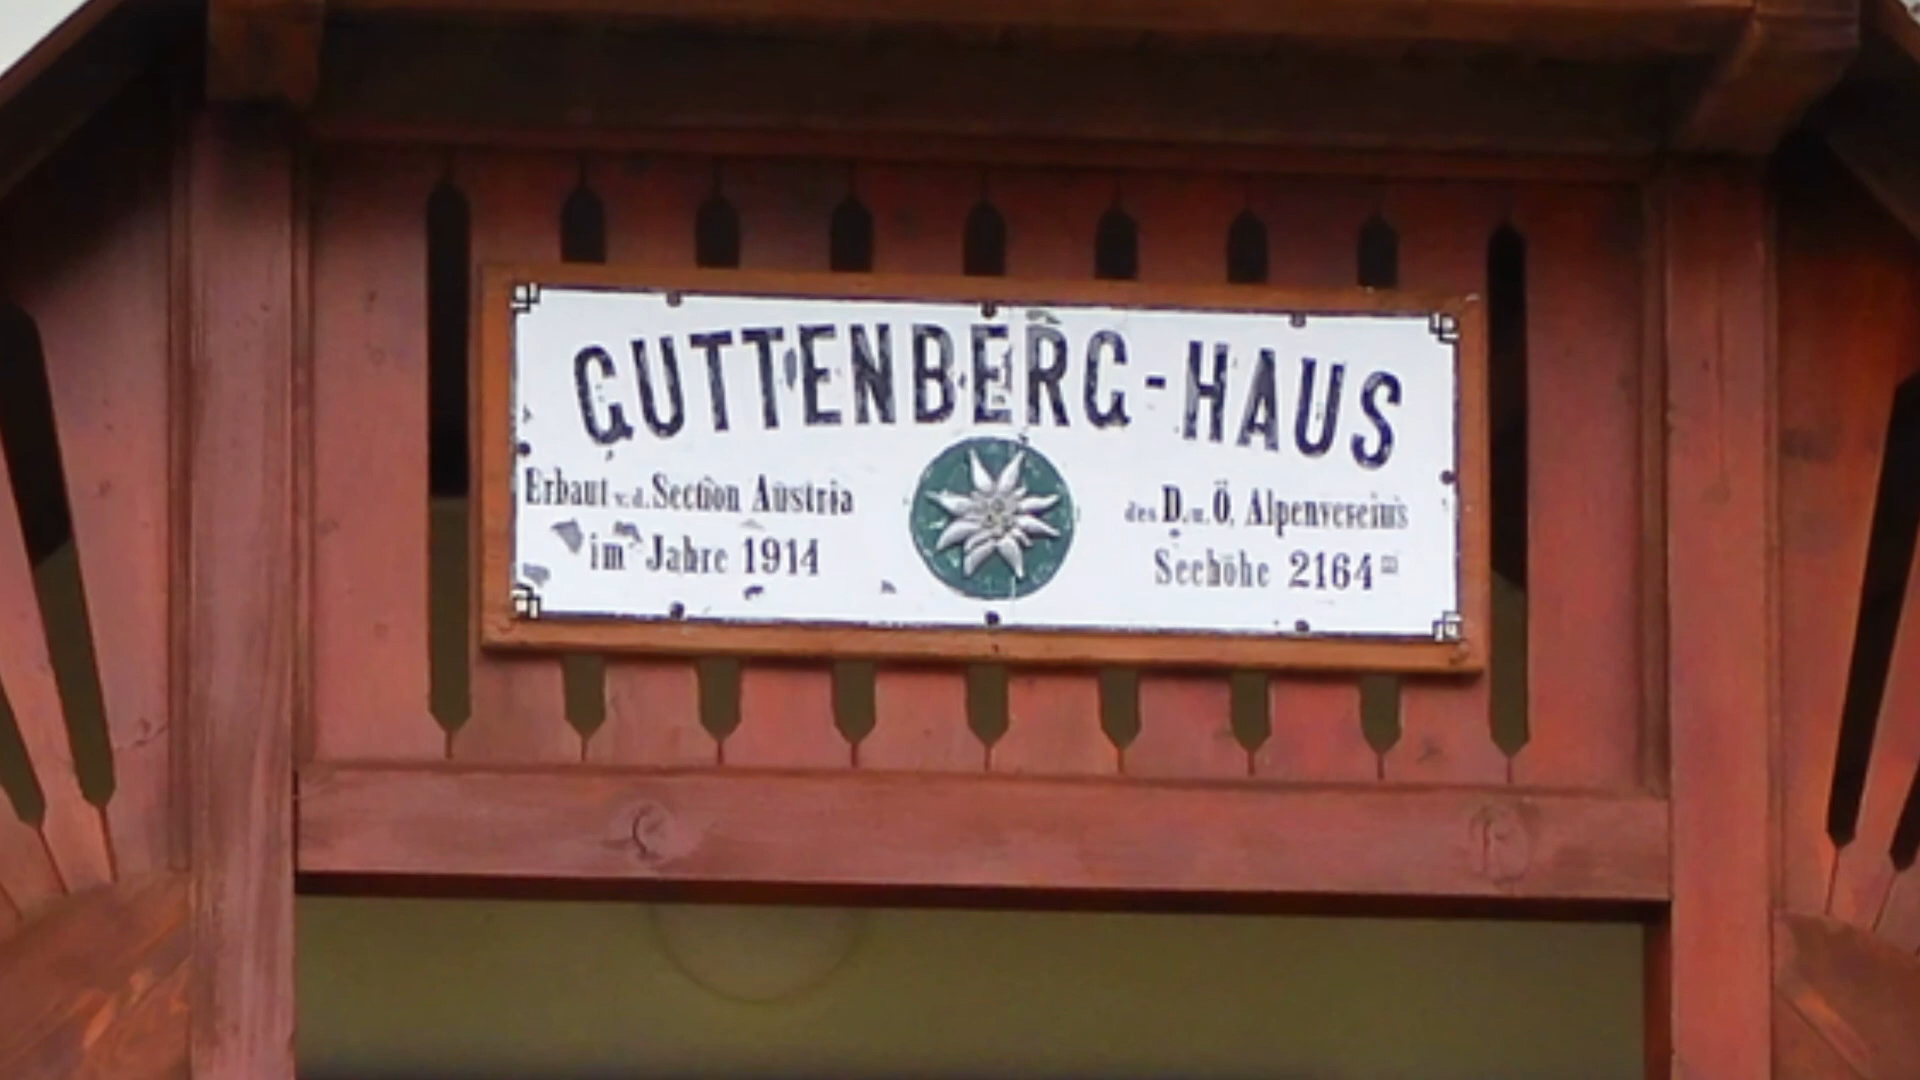 GUTTENBERG-HAUS
Erbaut v.d. Section Austria
im Jahre 1914
des D. u. Ö. Alpenvereins
Seehöhe 2164 m